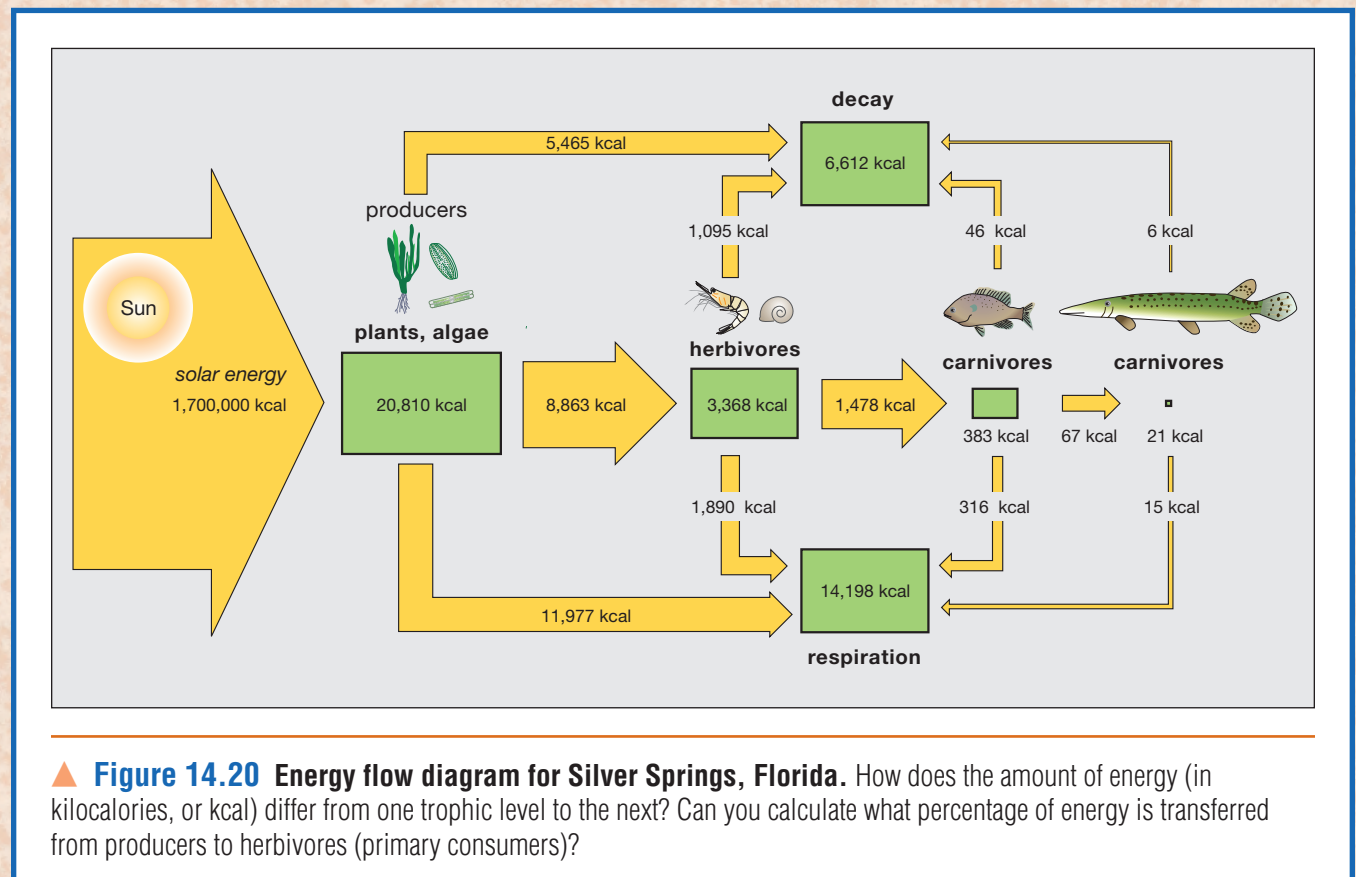 decay
5,465 kcal
6,612 kcal
producers
1,095 kcal
46 kcal
6 kcal
Sun
plants, algae
herbivores
carnivores
carnivores
solar energy
1,700,000 kcal
20,810 kcal
8,863 kcal
3,368 kcal
1,478 kcal
383 kcal
67 kcal
21 kcal
1,890 kcal
316 kcal
15 kcal
14,198 kcal
11,977 kcal
respiration
▲ Figure 14.20 Energy flow diagram for Silver Springs, Florida. How does the amount of energy (in
kilocalories, or kcal) differ from one trophic level to the next? Can you calculate what percentage of energy is transferred
from producers to herbivores (primary consumers)?